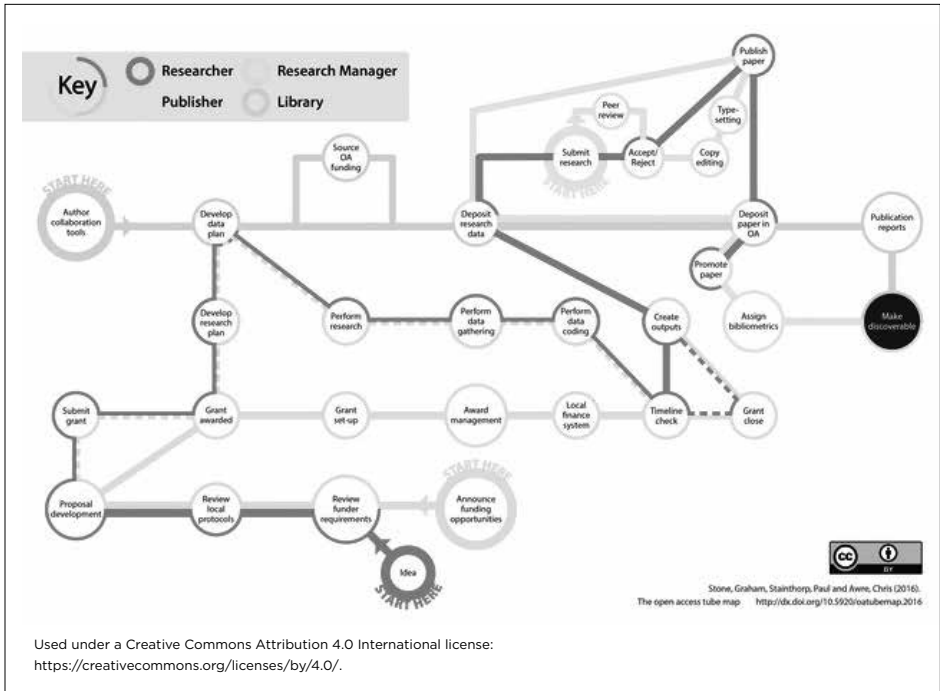 Key
Researcher
Research Manager
Publisher
Library
Publish
paper
Peer
review
Type-
setting
Submit
research
Accept/
Reject
Copy
editing
START HERE
Source
OA
funding
START HERE
Author
collaboration
tools
Develop
data
plan
Deposit
research
data
Deposit
paper in
OA
Publication
reports
Promote
paper
Develop
research
plan
Perform
research
Perform
data
gathering
Perform
data
coding
Create
outputs
Assign
bibliometrics
Make
discoverable
Submit
grant
Grant
awarded
Grant
set-up
Award
management
Local
finance
system
Timeline
check
Grant
close
START HERE
Proposal
development
Review
local
protocols
Review
funder
requirements
Announce
funding
opportunities
Idea
START HERE
cc
BY
Stone, Graham, Stainthorp, Paul and Awre, Chris (2016).
The open access tube map http://dx.doi.org/10.5920/oatubemap.2016
Used under a Creative Commons Attribution 4.0 International license:
https://creativecommons.org/licenses/by/4.0/.